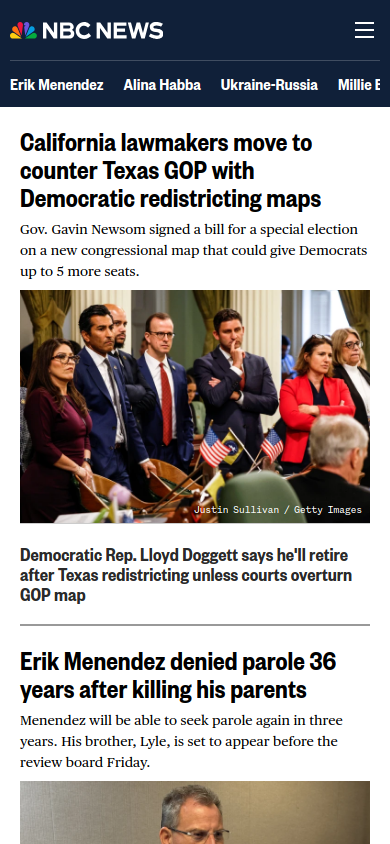 NBC NEWS
Erik Menendez Alina Habba Ukraine-Russia Millie
California lawmakers move to
counter Texas GOP with
Democratic redistricting maps
Gov. Gavin Newsom signed a bill for a special election
on a new congressional map that could give Democrats
up to 5 more seats.
Justin Sullivan / Getty Images
Democratic Rep. Lloyd Doggett says he'll retire
after Texas redistricting unless courts overturn
GOP map
Erik Menendez denied parole 36
years after killing his parents
Menendez will be able to seek parole again in three
years. His brother, Lyle, is set to appear before the
review board Friday.